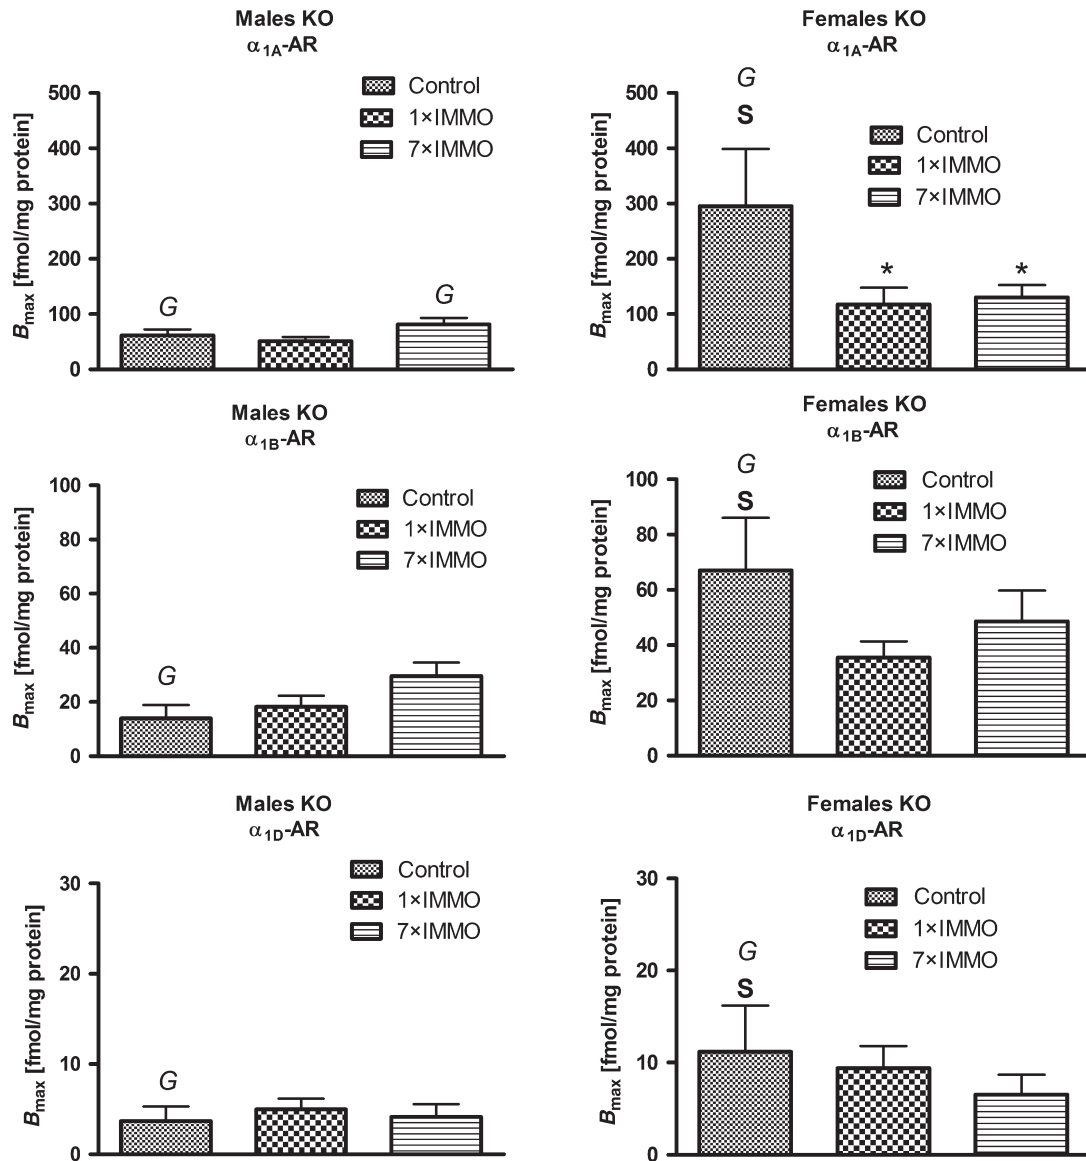 Males KO
α1A-AR
Control
1×IMMO
7×IMMO
Bmax [fmol/mg protein]
500
400
300
200
100
0
G
G
Females KO
α1A-AR
G
S
Control
1×IMMO
7×IMMO
Bmax [fmol/mg protein]
500
400
300
200
100
0
*
*
Males KO
α1B-AR
Control
1×IMMO
7×IMMO
Bmax [fmol/mg protein]
100
80
60
40
20
0
G
Females KO
α1B-AR
G
S
Control
1×IMMO
7×IMMO
Bmax [fmol/mg protein]
100
80
60
40
20
0
Males KO
α1D-AR
Control
1×IMMO
7×IMMO
Bmax [fmol/mg protein]
30
20
10
0
G
Females KO
α1D-AR
Control
1×IMMO
7×IMMO
G
S
Bmax [fmol/mg protein]
30
20
10
0